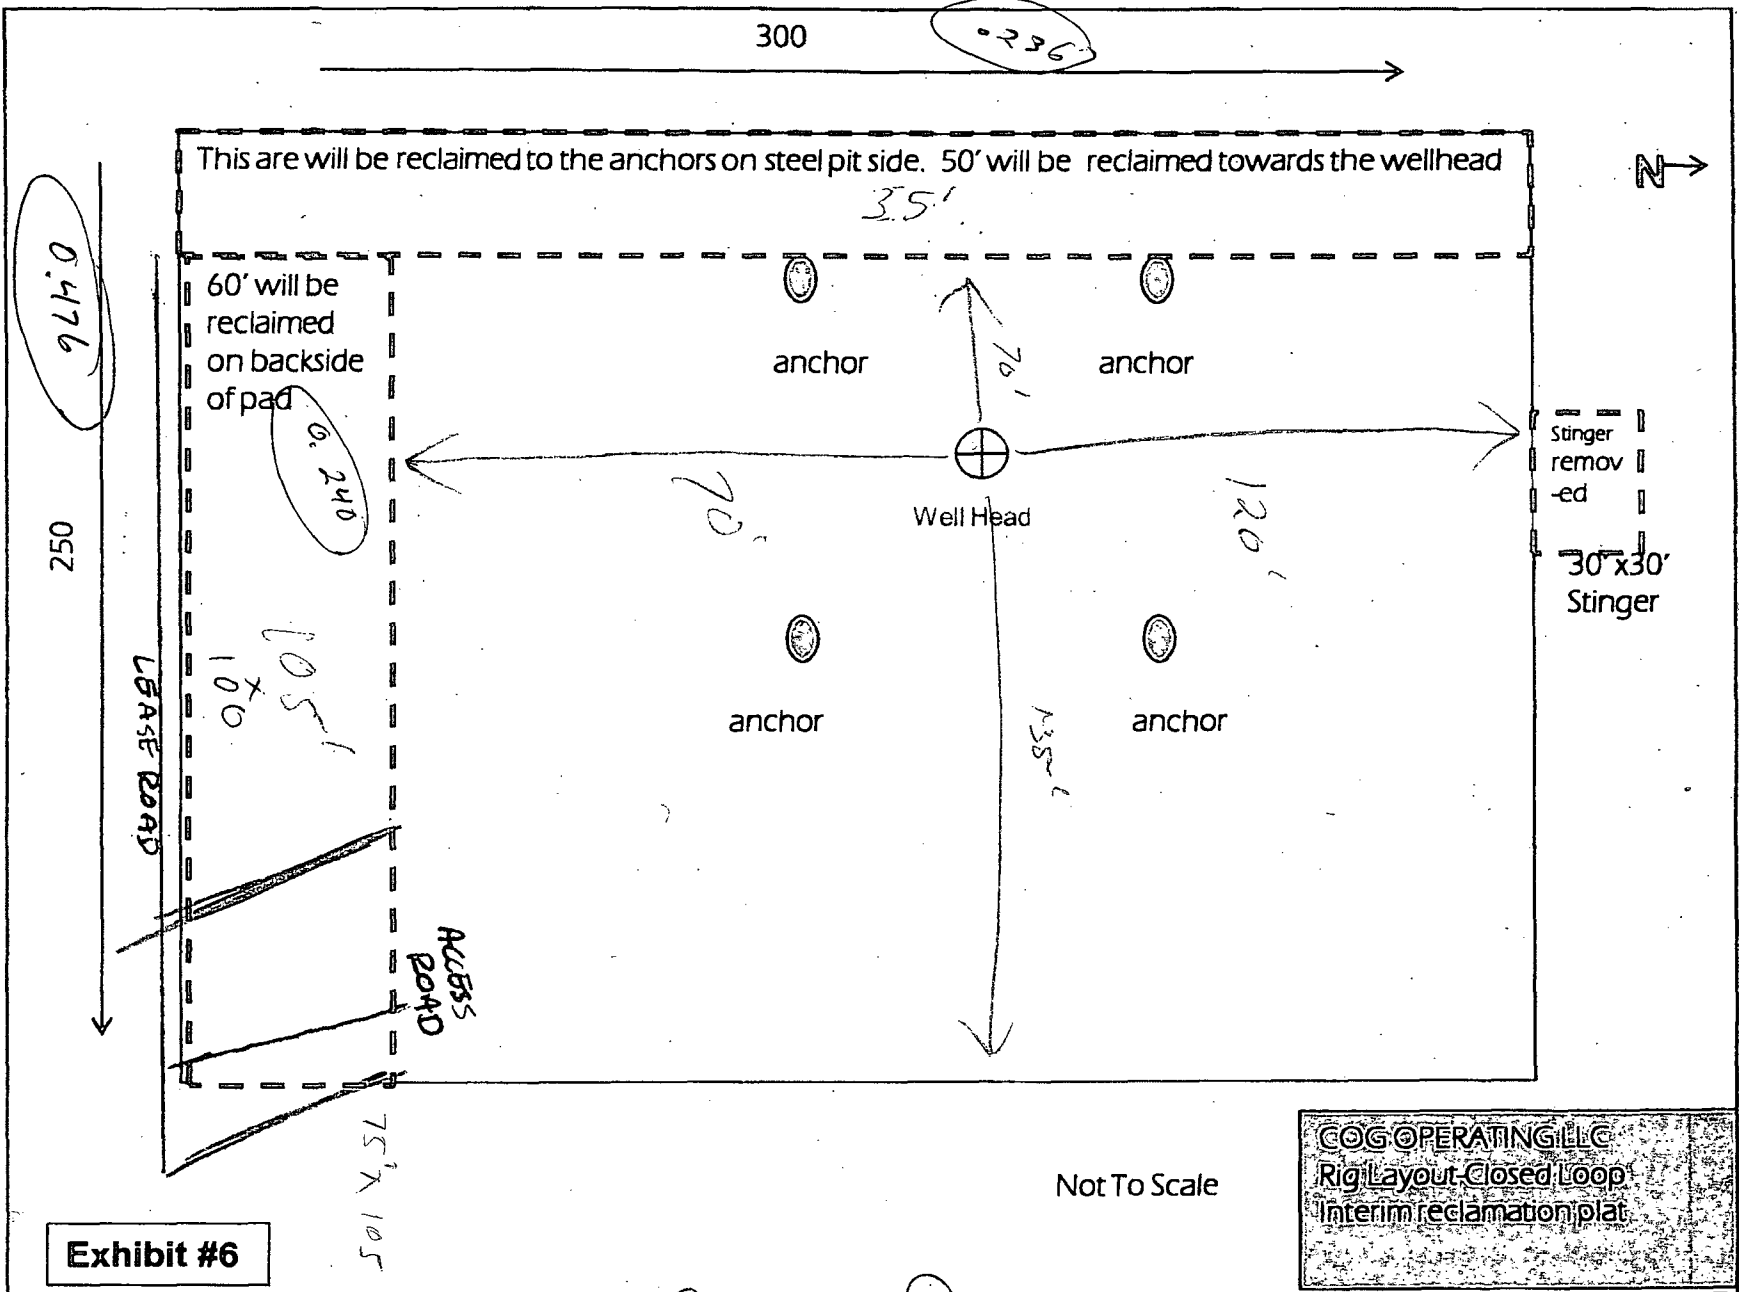 300
.236
This are will be reclaimed to the anchors on steel pit side. 50' will be reclaimed towards the wellhead
35'
N
0.476
250
60' will be
reclaimed
on backside
of pad
0.240
105'
x
100
LEASE ROAD
ACCESS
ROAD
75' x 105
anchor
anchor
70'
70'
Well Head
120'
135'
anchor
anchor
Stinger
remov
-ed
30'x30'
Stinger
Not To Scale
COG OPERATING LLC
Rig Layout-Closed Loop
Interim reclamation plat
Exhibit #6